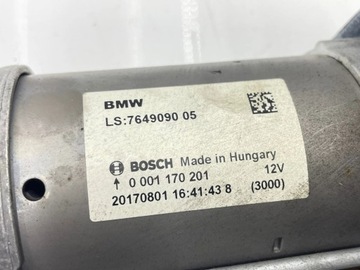 BMW
LS:7649090 05
BOSCH Made in Hungary
0 001 170 201 12V
20170801 16:41:43 8 (3000)